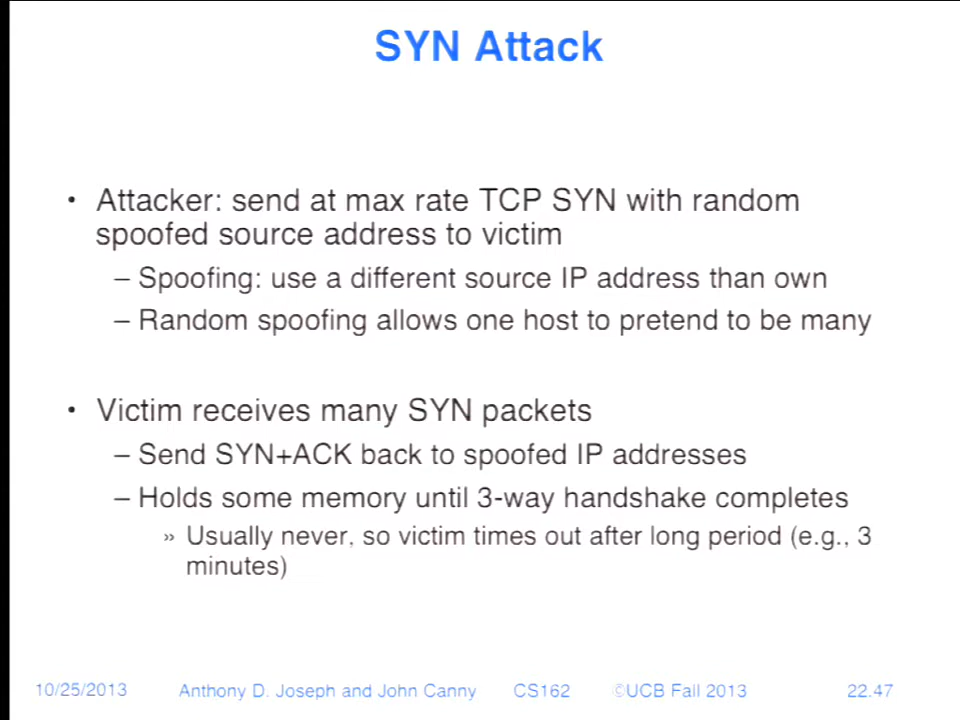 SYN Attack
• Attacker: send at max rate TCP SYN with random
spoofed source address to victim
– Spoofing: use a different source IP address than own
– Random spoofing allows one host to pretend to be many
• Victim receives many SYN packets
– Send SYN+ACK back to spoofed IP addresses
– Holds some memory until 3-way handshake completes
» Usually never, so victim times out after long period (e.g., 3
minutes)
10/25/2013 Anthony D. Joseph and John Canny CS162 ©UCB Fall 2013 22.47